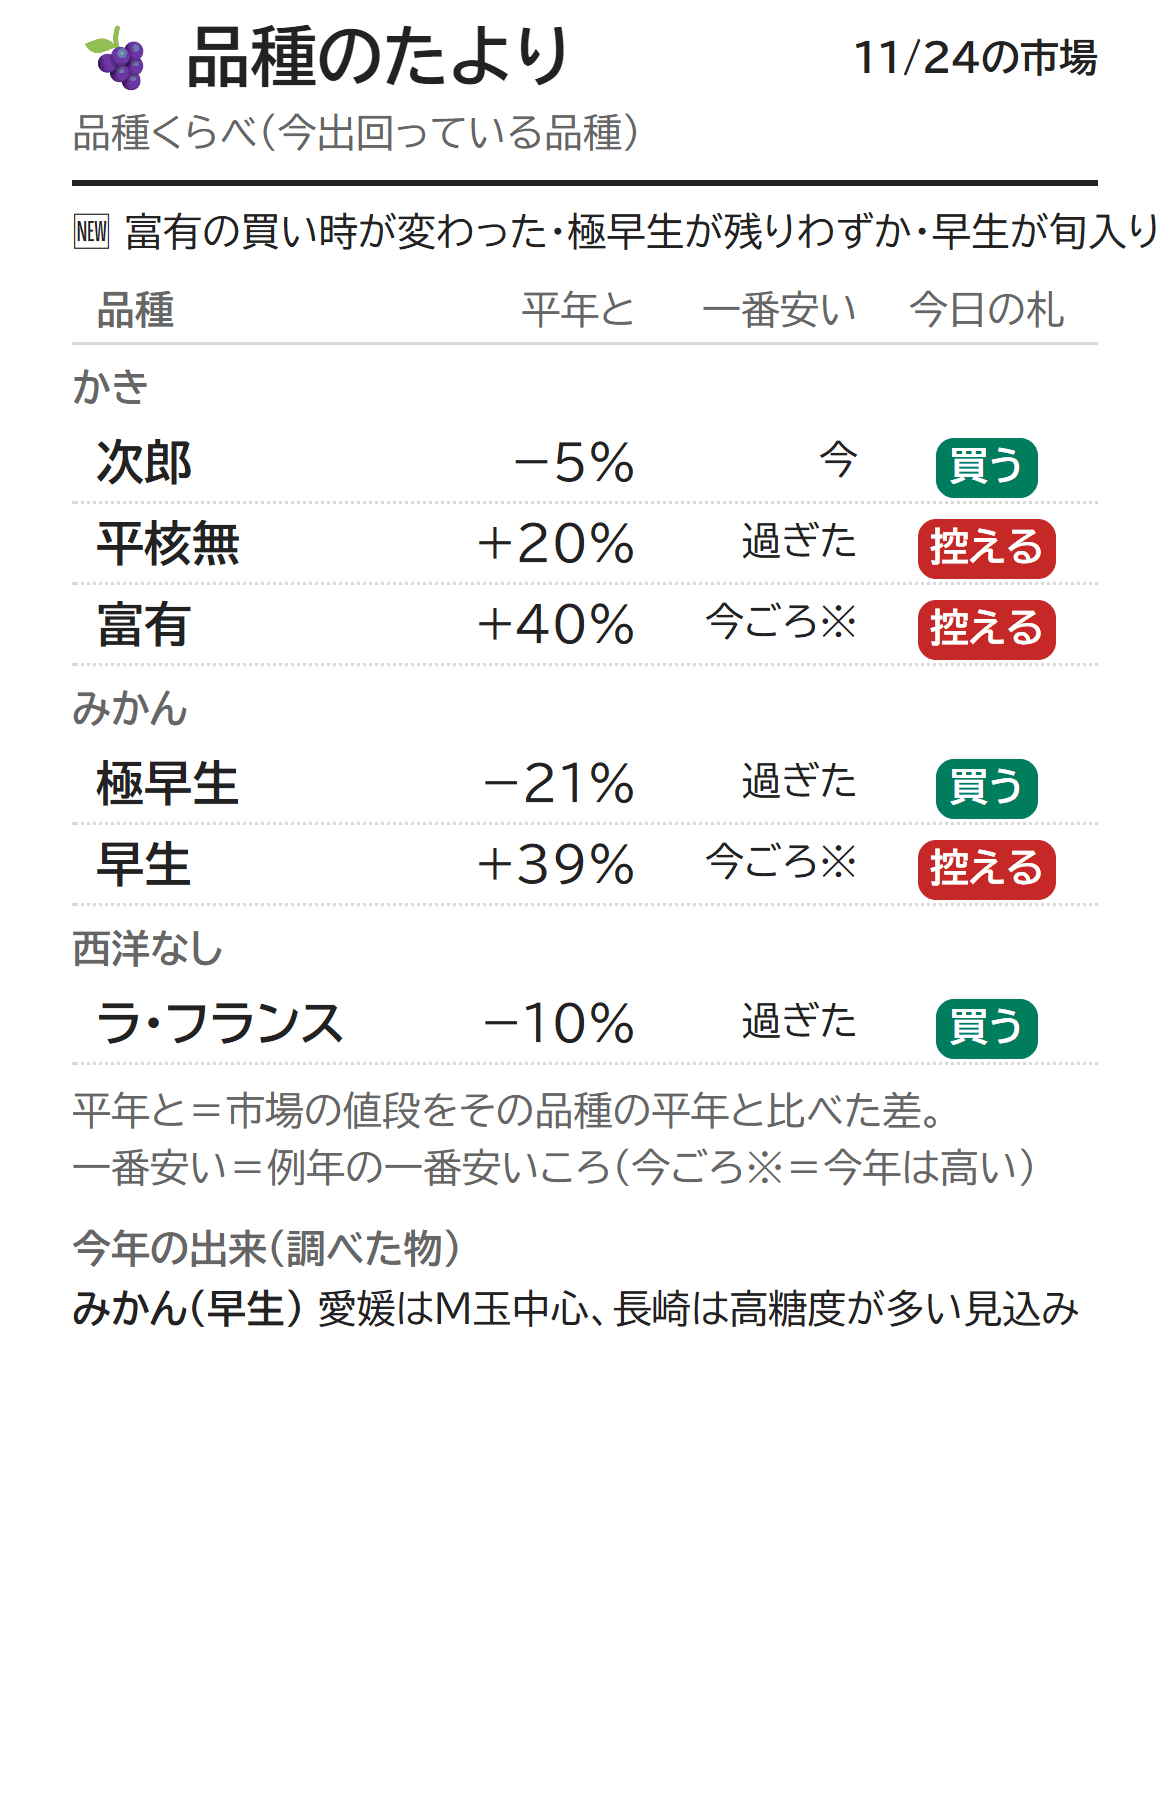 品種のたより
11/24の市場
品種くらべ(今出回っている品種)
NEW 富有の買い時が変わった・極早生が残りわずか・早生が旬入り
品種 平年と 一番安い 今日の札
かき
次郎 −5% 今 買う
平核無 +20% 過ぎた 控える
富有 +40% 今ごろ※ 控える
みかん
極早生 −21% 過ぎた 買う
早生 +39% 今ごろ※ 控える
西洋なし
ラ・フランス −10% 過ぎた 買う
平年と=市場の値段をその品種の平年と比べた差。
一番安い=例年の一番安いころ(今ごろ※=今年は高い)
今年の出来(調べた物)
みかん(早生) 愛媛はM玉中心、長崎は高糖度が多い見込み